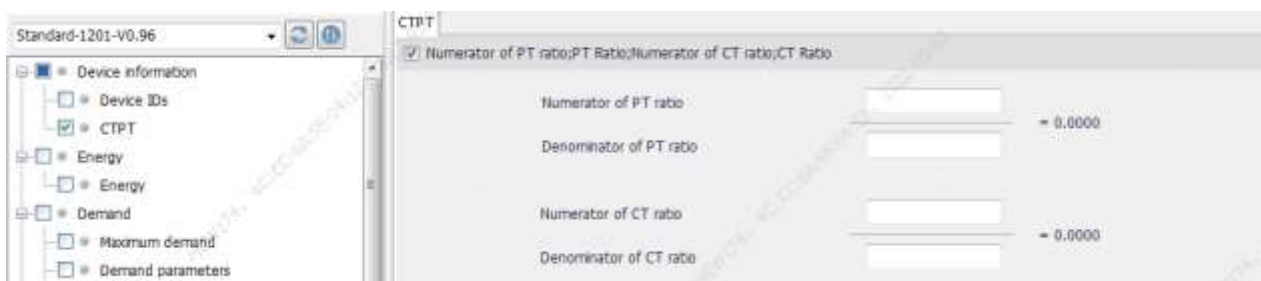 Standard-1201-V0.96
Device information
Device IDs
CTPT
Energy
Energy
Demand
Maximum demand
Demand parameters
CTPT
Numerator of PT ratio;PT Ratio;Numerator of CT ratio;CT Ratio
Numerator of PT ratio
= 0.0000
Denominator of PT ratio
Numerator of CT ratio
= 0.0000
Denominator of CT ratio